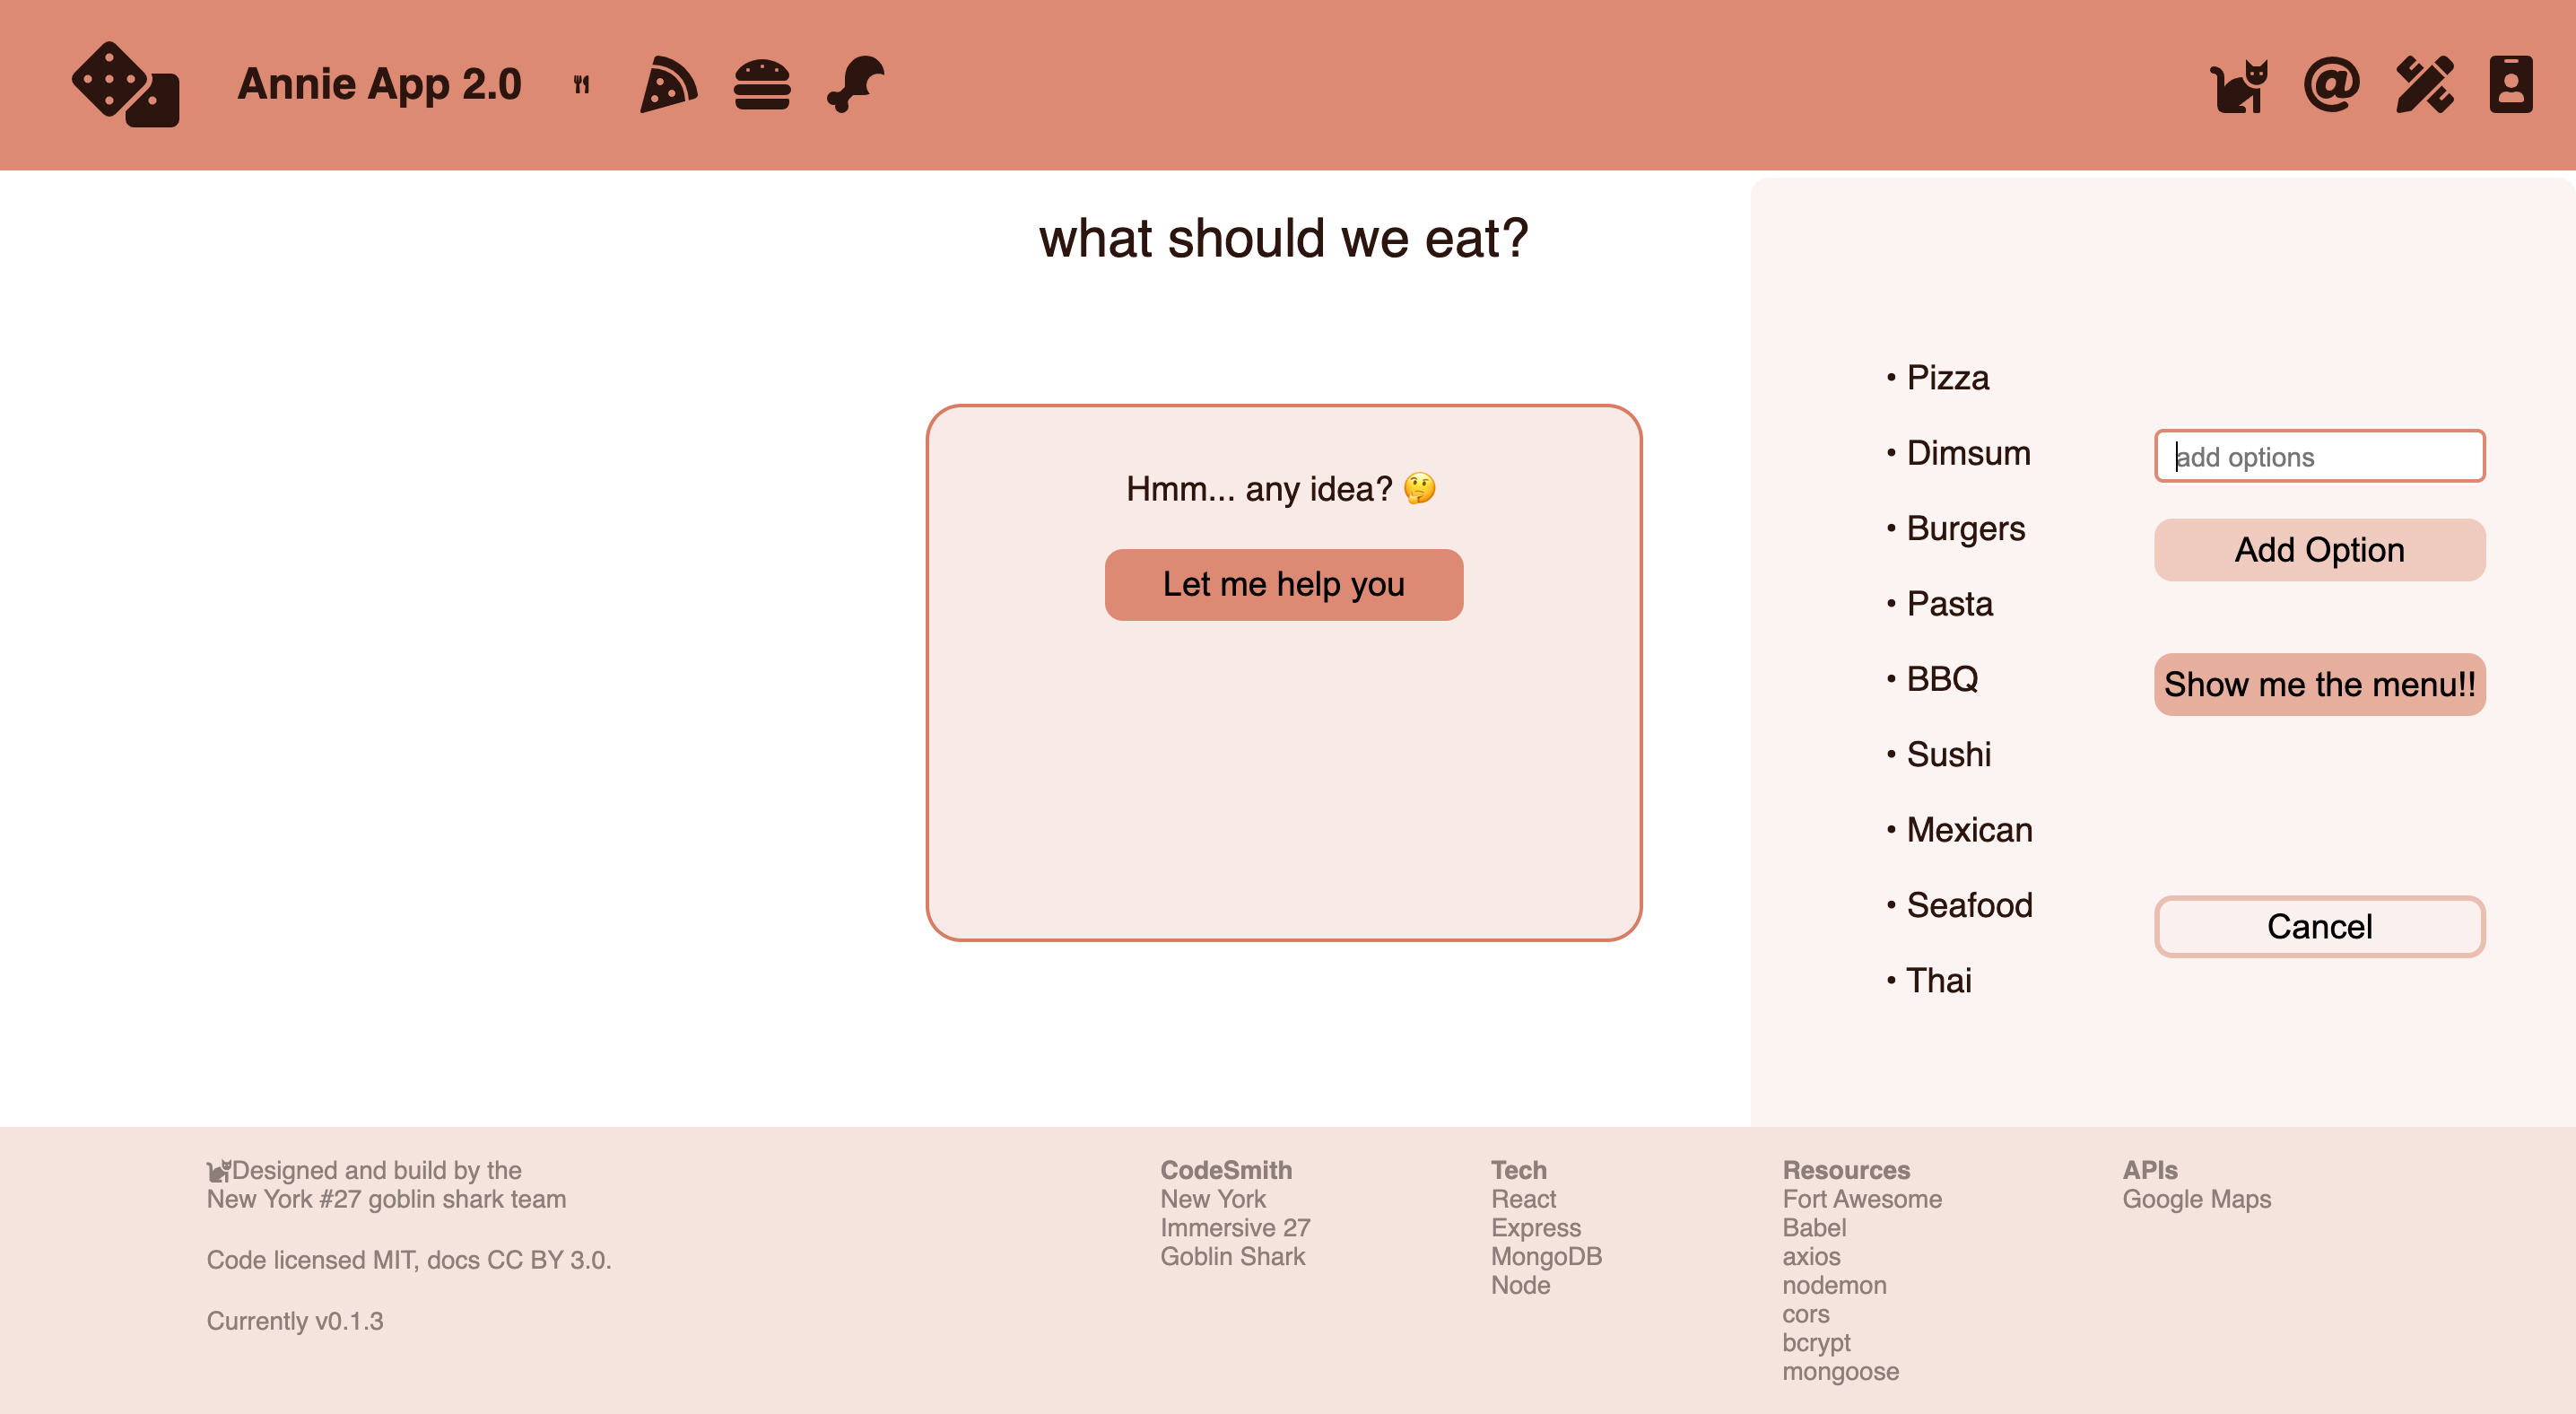 Annie App 2.0
what should we eat?
Hmm... any idea? 🤔
Let me help you
• Pizza
• Dimsum
• Burgers
• Pasta
• BBQ
• Sushi
• Mexican
• Seafood
• Thai
add options
Add Option
Show me the menu!!
Cancel
Designed and build by the
New York #27 goblin shark team
Code licensed MIT, docs CC BY 3.0.
Currently v0.1.3
CodeSmith
New York
Immersive 27
Goblin Shark
Tech
React
Express
MongoDB
Node
Resources
Fort Awesome
Babel
axios
nodemon
cors
bcrypt
mongoose
APIs
Google Maps